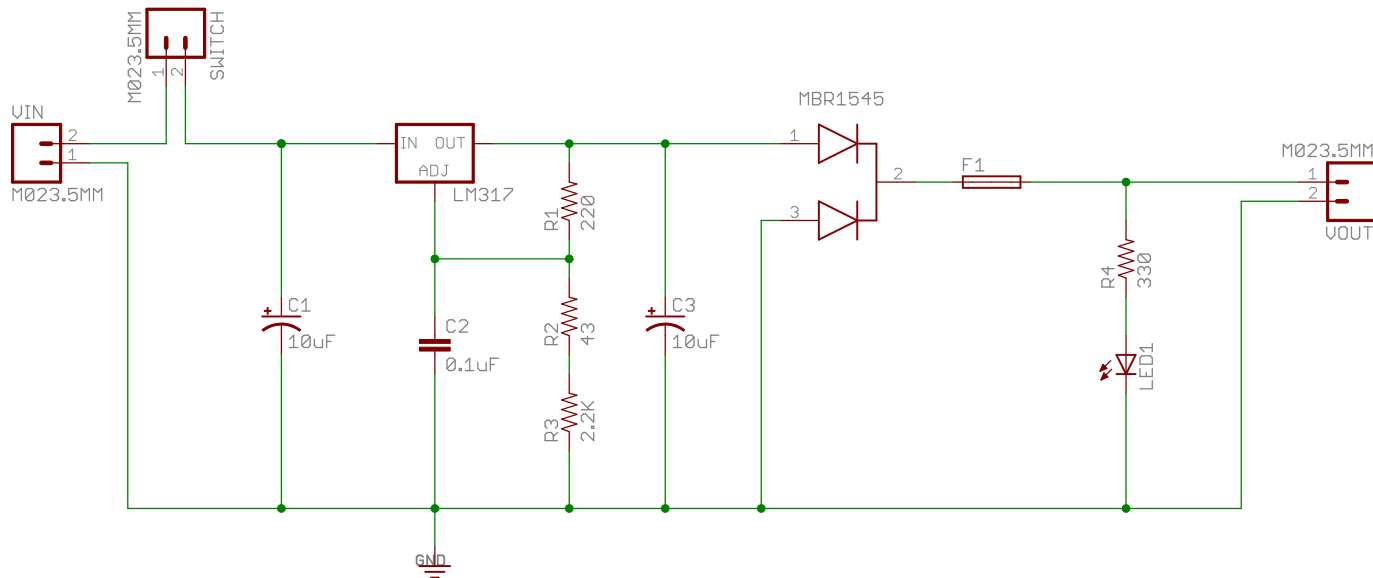 M023.5MM
1
2
SWITCH
VIN
2
1
M023.5MM
IN OUT
ADJ
LM317
R1
220
C1
10uF
C2
0.1uF
R2
43
R3
2.2K
C3
10uF
MBR1545
1
3
2
F1
R4
330
LED1
M023.5MM
1
2
VOUT
GND